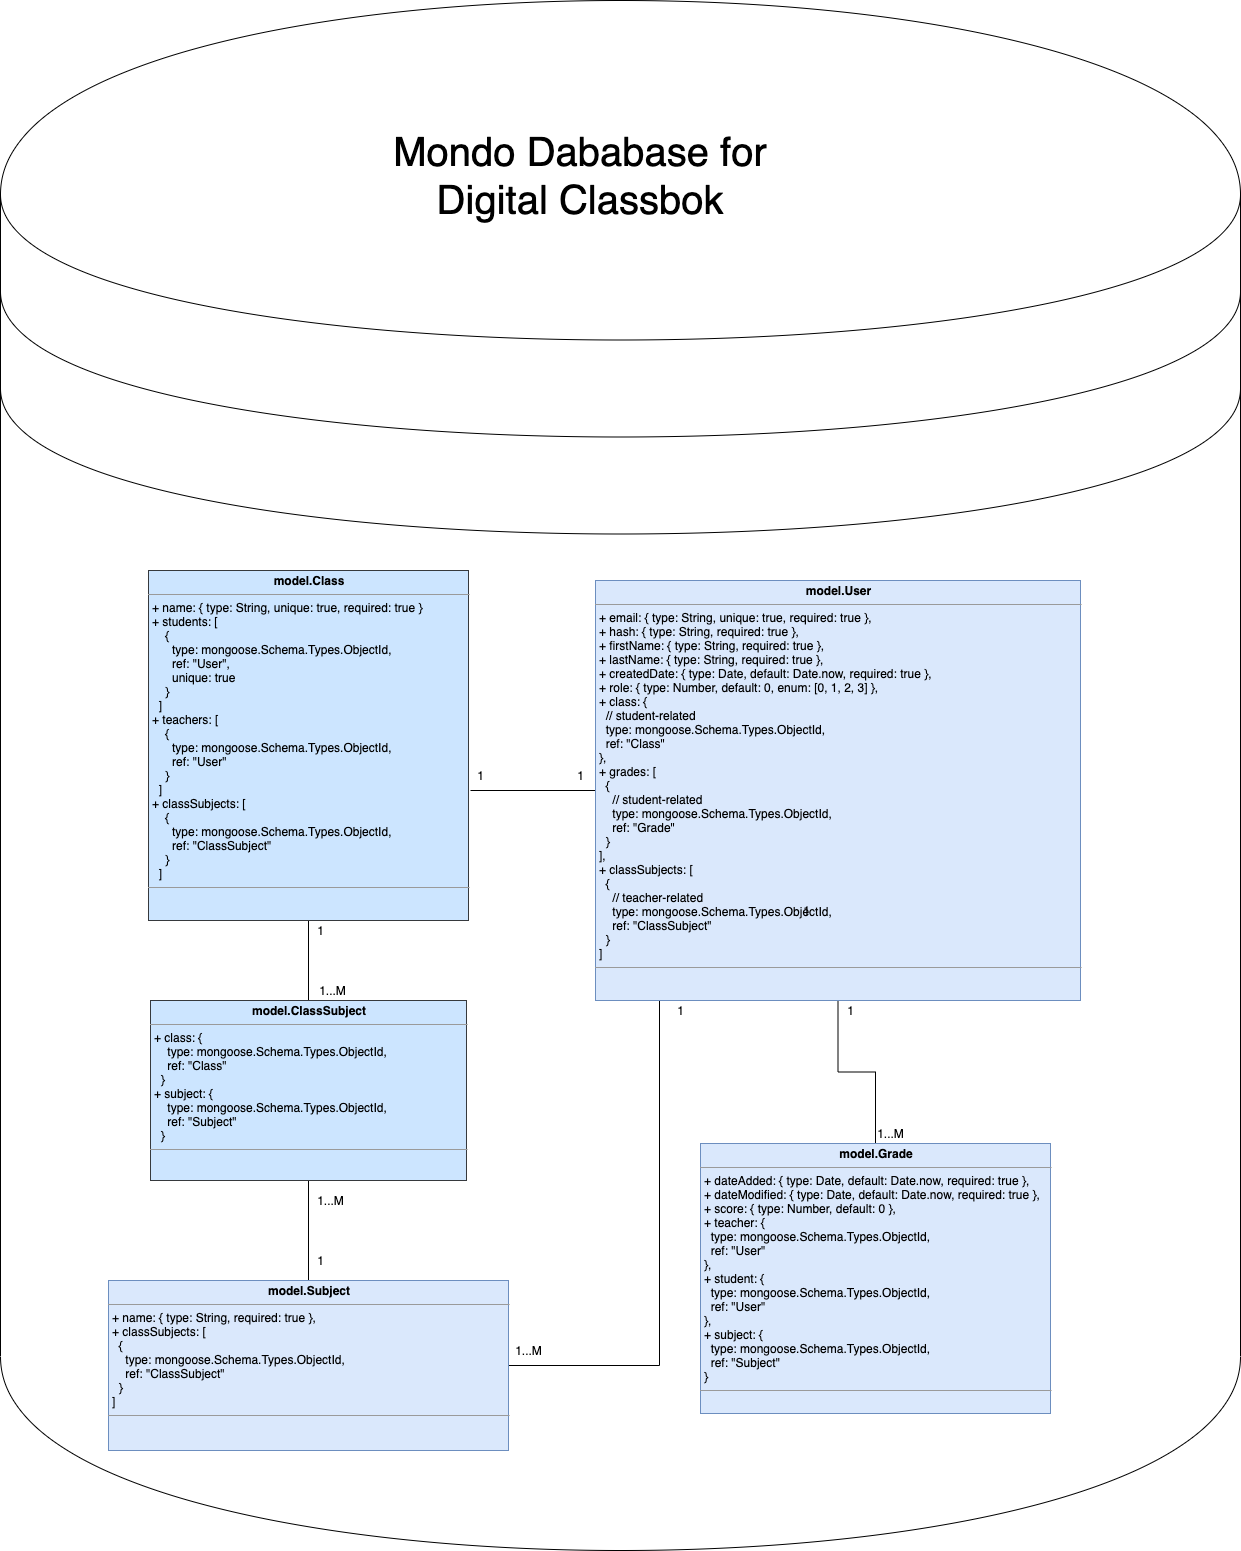 Mondo Dababase for
Digital Classbok
model.Class
+ name: { type: String, unique: true, required: true }
+ students: [
{
type: mongoose.Schema.Types.ObjectId,
ref: "User",
unique: true
}
]
+ teachers: [
{
type: mongoose.Schema.Types.ObjectId,
ref: "User"
}
]
+ classSubjects: [
{
type: mongoose.Schema.Types.ObjectId,
ref: "ClassSubject"
}
]
1
1
model.User
+ email: { type: String, unique: true, required: true },
+ hash: { type: String, required: true },
+ firstName: { type: String, required: true },
+ lastName: { type: String, required: true },
+ createdDate: { type: Date, default: Date.now, required: true },
+ role: { type: Number, default: 0, enum: [0, 1, 2, 3] },
+ class: {
// student-related
type: mongoose.Schema.Types.ObjectId,
ref: "Class"
},
+ grades: [
{
// student-related
type: mongoose.Schema.Types.ObjectId,
ref: "Grade"
}
],
+ classSubjects: [
{
// teacher-related
type: mongoose.Schema.Types.ObjectId,
ref: "ClassSubject"
}
]
1
1...M
model.ClassSubject
+ class: {
type: mongoose.Schema.Types.ObjectId,
ref: "Class"
}
+ subject: {
type: mongoose.Schema.Types.ObjectId,
ref: "Subject"
}
1
1
1...M
model.Grade
+ dateAdded: { type: Date, default: Date.now, required: true },
+ dateModified: { type: Date, default: Date.now, required: true },
+ score: { type: Number, default: 0 },
+ teacher: {
type: mongoose.Schema.Types.ObjectId,
ref: "User"
},
+ student: {
type: mongoose.Schema.Types.ObjectId,
ref: "User"
},
+ subject: {
type: mongoose.Schema.Types.ObjectId,
ref: "Subject"
}
1...M
1
model.Subject
+ name: { type: String, required: true },
+ classSubjects: [
{
type: mongoose.Schema.Types.ObjectId,
ref: "ClassSubject"
}
]
1...M